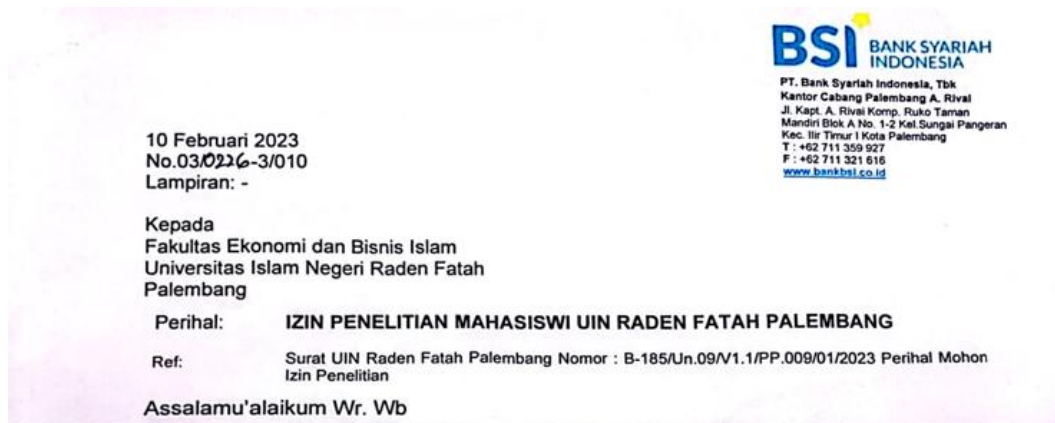 BSI BANK SYARIAH
INDONESIA
PT. Bank Syariah Indonesia, Tbk
Kantor Cabang Palembang A. Rivai
Jl. Kapt. A. Rivai Komp. Ruko Taman
Mandiri Blok A No. 1-2 Kel.Sungai Pangeran
Kec. Ilir Timur I Kota Palembang
T : +62 711 359 927
F : +62 711 321 616
www.bankbsi.co.id
10 Februari 2023
No.03/0226-3/010
Lampiran: -
Kepada
Fakultas Ekonomi dan Bisnis Islam
Universitas Islam Negeri Raden Fatah
Palembang
Perihal: IZIN PENELITIAN MAHASISWI UIN RADEN FATAH PALEMBANG
Ref: Surat UIN Raden Fatah Palembang Nomor : B-185/Un.09/V1.1/PP.009/01/2023 Perihal Mohon
Izin Penelitian
Assalamu'alaikum Wr. Wb